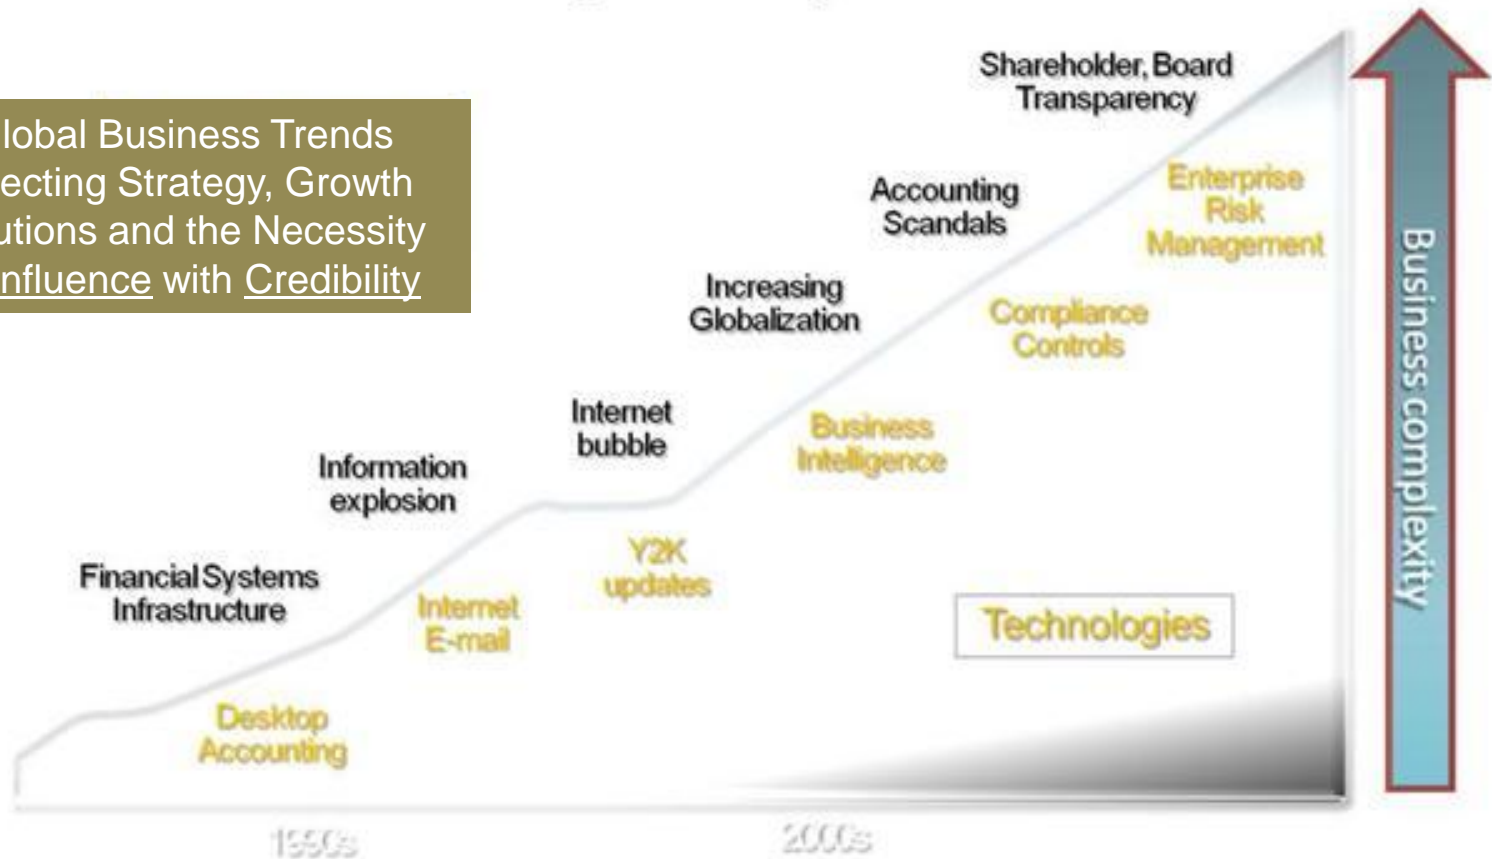 Shareholder, Board
Transparency
lobal Business Trends
ecting Strategy, Growth
utions and the Necessity
nfluence with Credibility
Accounting
Scandals
Enterprise
Risk
Management
Increasing
Globalization
Compliance
Controls
Internet
bubble
Business
Intelligence
Information
explosion
Y2K
updates
Financial Systems
Infrastructure
Internet
E-mail
Technologies
Desktop
Accounting
1990s
2000s
Business complexity